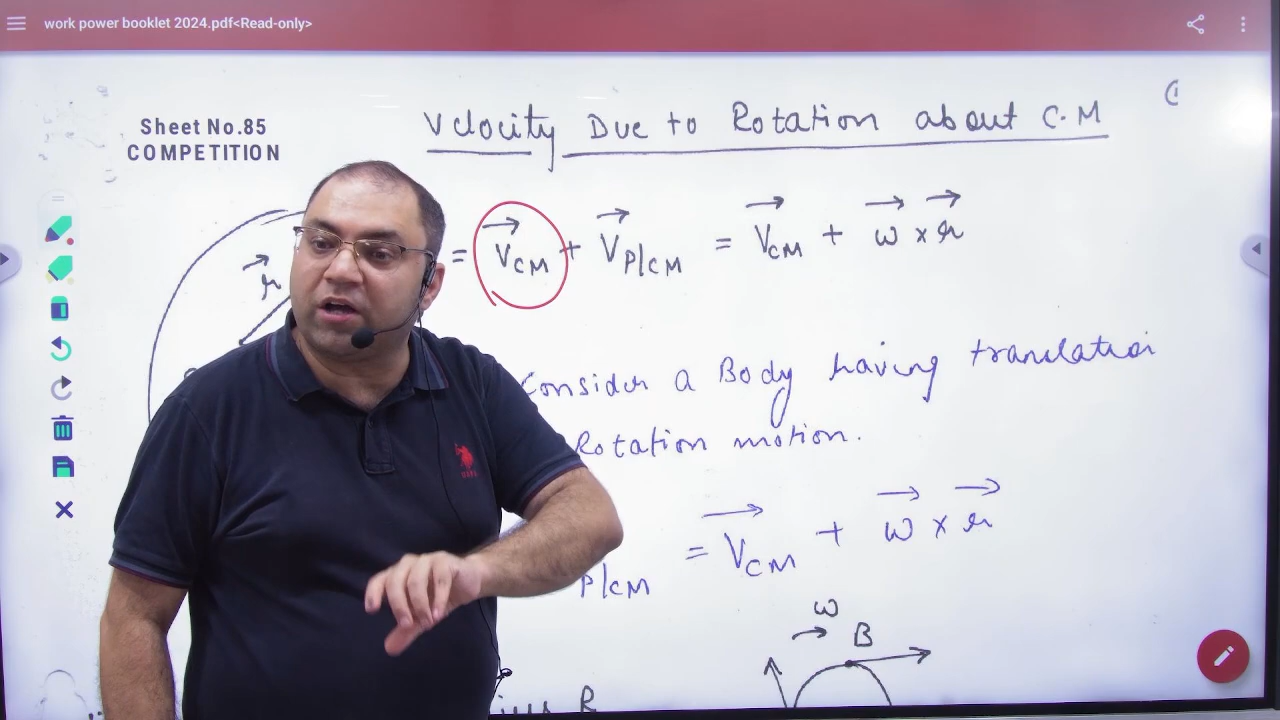 work power booklet 2024.pdf<Read-only>
Sheet No.85
COMPETITION
Velocity Due to Rotation about C.M
= V⃗CM + V⃗P/CM = V⃗CM + ω⃗ × r⃗
r⃗
Consider a Body having translation
Rotation motion.
P/CM = V⃗CM + ω⃗ × r⃗
ω
B
R